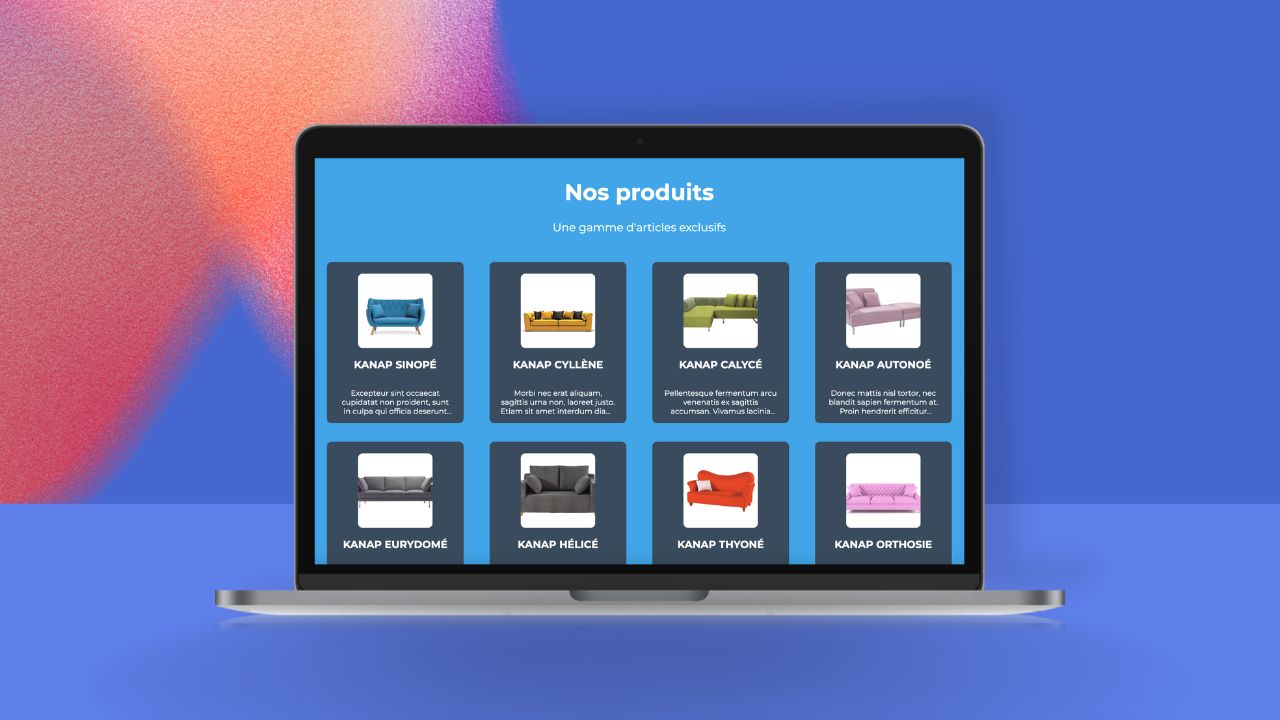 Nos produits
Une gamme d'articles exclusifs
KANAP SINOPÉ
Excepteur sint occaecat
cupidatat non proident, sunt
in culpa qui officia deserunt...
KANAP CYLLÈNE
Morbi nec erat aliquam,
sagittis urna non, laoreet justo.
Etiam sit amet interdum dia...
KANAP CALYCÉ
Pellentesque fermentum arcu
venenatis ex sagittis
accumsan. Vivamus lacinia...
KANAP AUTONOÉ
Donec mattis nisl tortor, nec
blandit sapien fermentum at.
Proin hendrerit efficitur...
KANAP EURYDOMÉ
KANAP HÉLICÉ
KANAP THYONÉ
KANAP ORTHOSIE